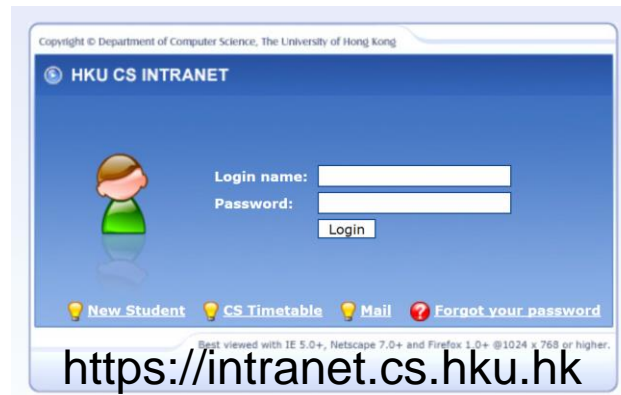 Copyright © Department of Computer Science, The University of Hong Kong
HKU CS INTRANET
Login name:
Password:
Login
New Student CS Timetable Mail Forgot your password
Best viewed with IE 5.0+, Netscape 7.0+ and Firefox 1.0+ @1024 x 768 or higher.
https://intranet.cs.hku.hk